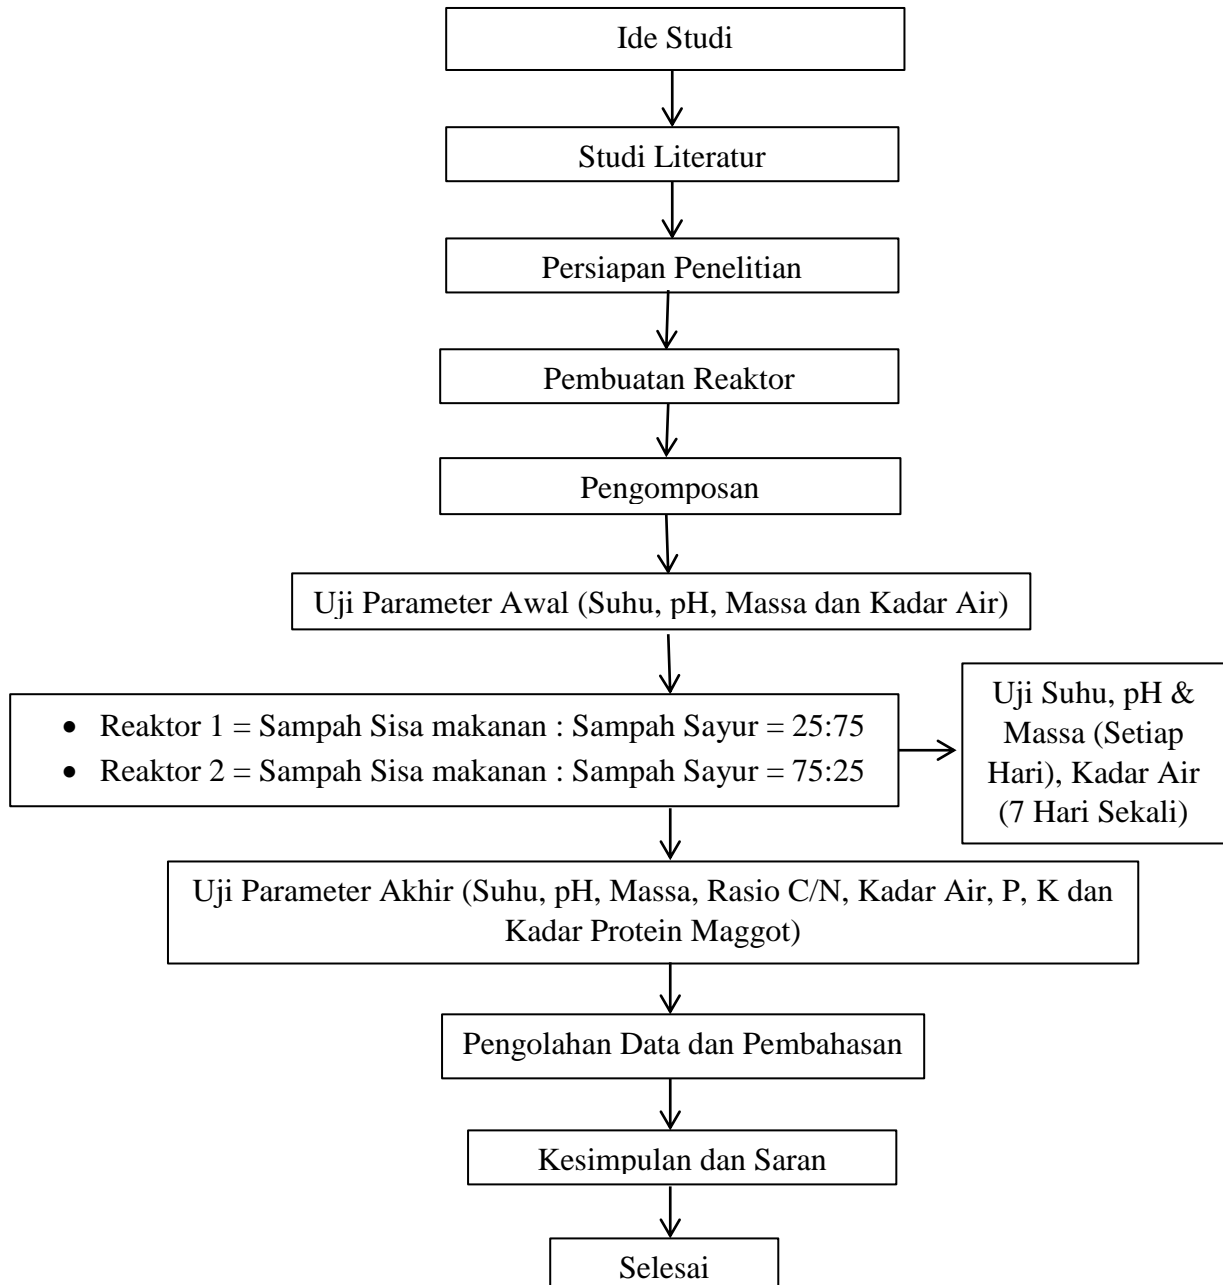 Ide Studi
Studi Literatur
Persiapan Penelitian
Pembuatan Reaktor
Pengomposan
Uji Parameter Awal (Suhu, pH, Massa dan Kadar Air)
• Reaktor 1 = Sampah Sisa makanan : Sampah Sayur = 25:75
• Reaktor 2 = Sampah Sisa makanan : Sampah Sayur = 75:25
Uji Suhu, pH &
Massa (Setiap
Hari), Kadar Air
(7 Hari Sekali)
Uji Parameter Akhir (Suhu, pH, Massa, Rasio C/N, Kadar Air, P, K dan
Kadar Protein Maggot)
Pengolahan Data dan Pembahasan
Kesimpulan dan Saran
Selesai